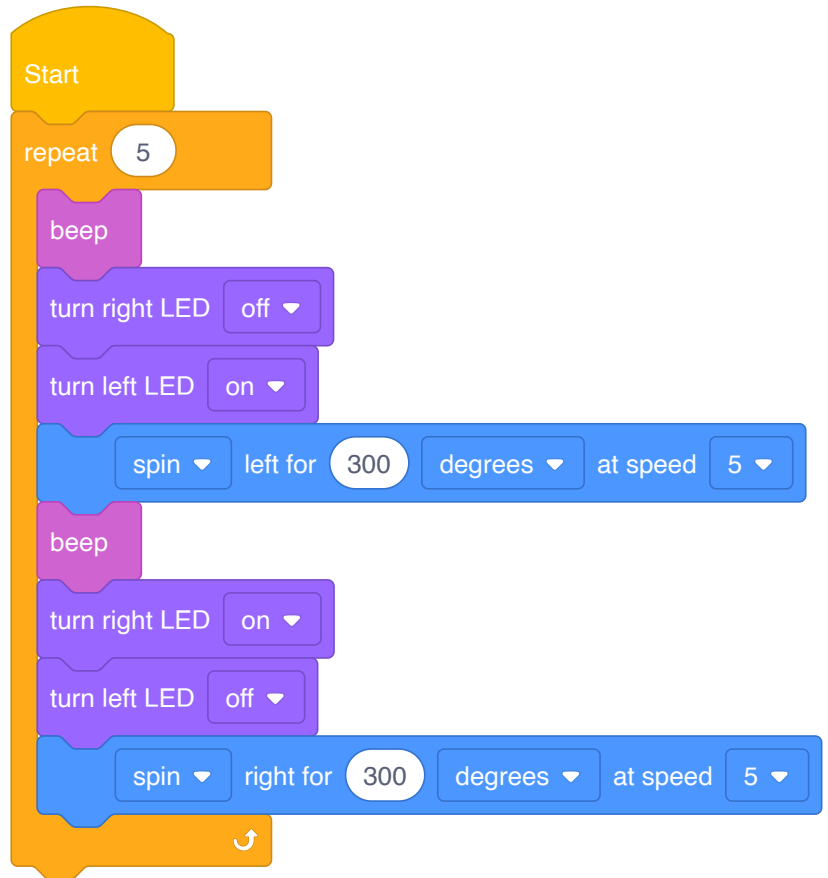 Start
repeat 5
beep
turn right LED off
turn left LED on
spin left for 300 degrees at speed 5
beep
turn right LED on
turn left LED off
spin right for 300 degrees at speed 5